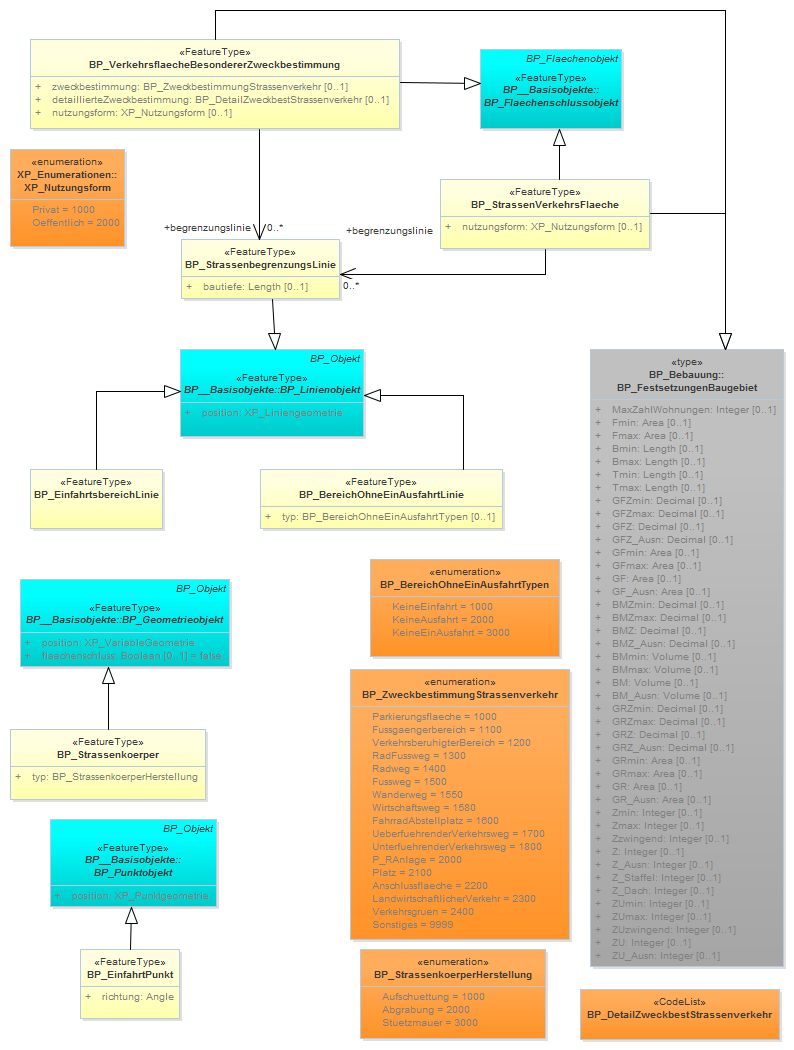 «FeatureType»
BP_VerkehrsflaecheBesondererZweckbestimmung
+ zweckbestimmung: BP_ZweckbestimmungStrassenverkehr [0..1]
+ detaillierteZweckbestimmung: BP_DetailZweckbestStrassenverkehr [0..1]
+ nutzungsform: XP_Nutzungsform [0..1]
BP_Flaechenobjekt
«FeatureType»
BP__Basisobjekte::
BP_Flaechenschlussobjekt
«enumeration»
XP_Enumerationen::
XP_Nutzungsform
Privat = 1000
Oeffentlich = 2000
«FeatureType»
BP_StrassenVerkehrsFlaeche
+ nutzungsform: XP_Nutzungsform [0..1]
+begrenzungslinie
0..*
+begrenzungslinie
0..*
«FeatureType»
BP_StrassenbegrenzungsLinie
+ bautiefe: Length [0..1]
BP_Objekt
«FeatureType»
BP__Basisobjekte::BP_Linienobjekt
+ position: XP_Liniengeometrie
«FeatureType»
BP_EinfahrtsbereichLinie
«FeatureType»
BP_BereichOhneEinAusfahrtLinie
+ typ: BP_BereichOhneEinAusfahrtTypen [0..1]
«type»
BP_Bebauung::
BP_FestsetzungenBaugebiet
+ MaxZahlWohnungen: Integer [0..1]
+ Fmin: Area [0..1]
+ Fmax: Area [0..1]
+ Bmin: Length [0..1]
+ Bmax: Length [0..1]
+ Tmin: Length [0..1]
+ Tmax: Length [0..1]
+ GFZmin: Decimal [0..1]
+ GFZmax: Decimal [0..1]
+ GFZ: Decimal [0..1]
+ GFZ_Ausn: Decimal [0..1]
+ GFmin: Area [0..1]
+ GFmax: Area [0..1]
+ GF: Area [0..1]
+ GF_Ausn: Area [0..1]
+ BMZmin: Decimal [0..1]
+ BMZmax: Decimal [0..1]
+ BMZ: Decimal [0..1]
+ BMZ_Ausn: Decimal [0..1]
+ BMmin: Volume [0..1]
+ BMmax: Volume [0..1]
+ BM: Volume [0..1]
+ BM_Ausn: Volume [0..1]
+ GRZmin: Decimal [0..1]
+ GRZmax: Decimal [0..1]
+ GRZ: Decimal [0..1]
+ GRZ_Ausn: Decimal [0..1]
+ GRmin: Area [0..1]
+ GRmax: Area [0..1]
+ GR: Area [0..1]
+ GR_Ausn: Area [0..1]
+ Zmin: Integer [0..1]
+ Zmax: Integer [0..1]
+ Zzwingend: Integer [0..1]
+ Z: Integer [0..1]
+ Z_Ausn: Integer [0..1]
+ Z_Staffel: Integer [0..1]
+ Z_Dach: Integer [0..1]
+ ZUmin: Integer [0..1]
+ ZUmax: Integer [0..1]
+ UZzwingend: Integer [0..1]
+ ZU: Integer [0..1]
+ ZU_Ausn: Integer [0..1]
BP_Objekt
«FeatureType»
BP__Basisobjekte::BP_Geometrieobjekt
+ position: XP_VariableGeometrie
+ flaechenschluss: Boolean [0..1] = false
«enumeration»
BP_BereichOhneEinAusfahrtTypen
KeineEinfahrt = 1000
KeineAusfahrt = 2000
KeineEinAusfahrt = 3000
«enumeration»
BP_ZweckbestimmungStrassenverkehr
Parkierungsflaeche = 1000
Fussgaengerbereich = 1100
VerkehrsberuhigterBereich = 1200
RadFussweg = 1300
Radweg = 1400
Fussweg = 1500
Wanderweg = 1550
Wirtschaftsweg = 1580
FahrradAbstellplatz = 1600
UeberfuehrenderVerkehrsweg = 1700
UnterfuehrenderVerkehrsweg = 1800
P_RAnlage = 2000
Platz = 2100
Anschlussflaeche = 2200
LandwirtschaftlicherVerkehr = 2300
Verkehrsgruen = 2400
Sonstiges = 9999
«FeatureType»
BP_Strassenkoerper
+ typ: BP_StrassenkoerperHerstellung
BP_Objekt
«FeatureType»
BP__Basisobjekte::
BP_Punktobjekt
+ position: XP_Punktgeometrie
«FeatureType»
BP_EinfahrtPunkt
+ richtung: Angle
«enumeration»
BP_StrassenkoerperHerstellung
Aufschuettung = 1000
Abgrabung = 2000
Stuetzmauer = 3000
«CodeList»
BP_DetailZweckbestStrassenverkehr